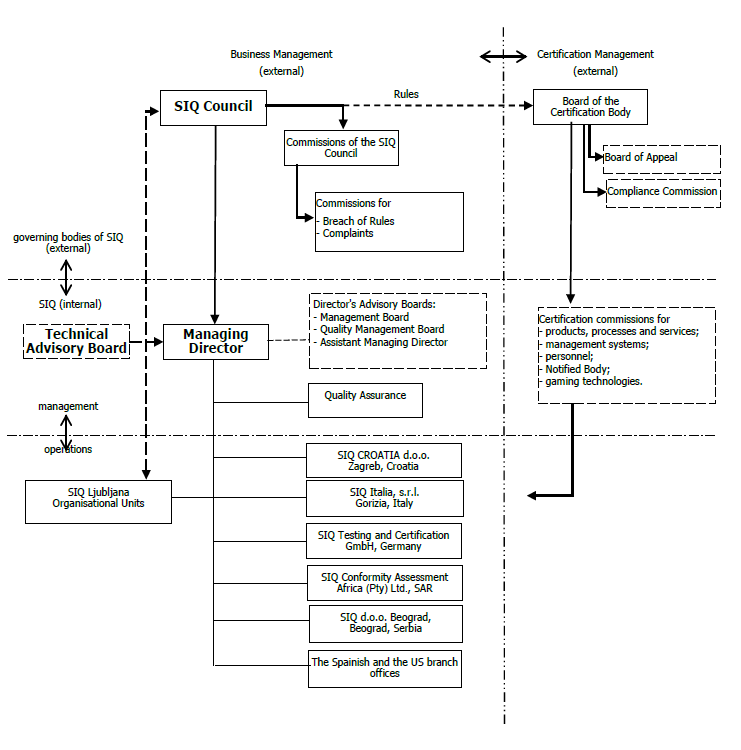 Business Management
(external)
Certification Management
(external)
SIQ Council
Rules
Board of the
Certification Body
Commissions of the SIQ
Council
Board of Appeal
Compliance Commission
Commissions for
- Breach of Rules
- Complaints
governing bodies of SIQ
(external)
SIQ (internal)
Technical
Advisory Board
Managing
Director
Director's Advisory Boards:
- Management Board
- Quality Management Board
- Assistant Managing Director
Certification commissions for
- products, processes and services;
- management systems;
- personnel;
- Notified Body;
- gaming technologies.
Quality Assurance
management
operations
SIQ CROATIA d.o.o.
Zagreb, Croatia
SIQ Ljubljana
Organisational Units
SIQ Italia, s.r.l.
Gorizia, Italy
SIQ Testing and Certification
GmbH, Germany
SIQ Conformity Assessment
Africa (Pty) Ltd., SAR
SIQ d.o.o. Beograd,
Beograd, Serbia
The Spainish and the US branch
offices